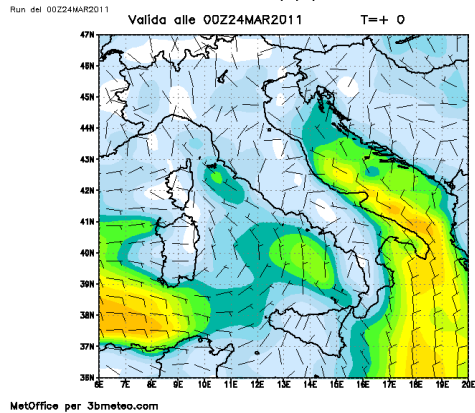 Run del 00Z24MAR2011
Valida alle 00Z24MAR2011 T=+ 0
47N
46N
45N
44N
43N
42N
41N
40N
39N
38N
37N
36N
6E 7E 8E 9E 10E 11E 12E 13E 14E 15E 16E 17E 18E 19E 20E
MetOffice per 3bmeteo.com